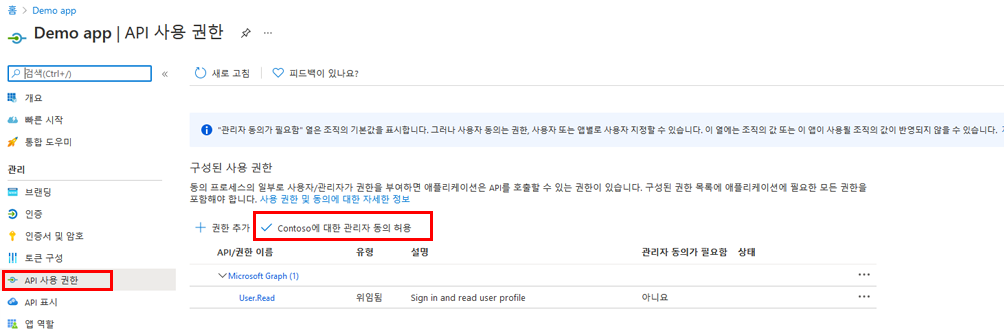 홈 > Demo app >
Demo app | API 사용 권한 ...
검색(Ctrl+/) «
새로 고침 피드백이 있나요?
개요
빠른 시작
통합 도우미
관리
브랜딩
인증
인증서 및 암호
토큰 구성
API 사용 권한
API 표시
앱 역할
"관리자 동의가 필요함" 열은 조직의 기본값을 표시합니다. 그러나 사용자 동의는 권한, 사용자 또는 앱별로 사용자 지정할 수 있습니다. 이 열에는 조직의 값 또는 이 앱이 사용될 조직의 값이 반영되지 않을 수 있습니다.
구성된 사용 권한
동의 프로세스의 일부로 사용자/관리자가 권한을 부여하면 애플리케이션은 API를 호출할 수 있는 권한이 있습니다. 구성된 권한 목록에 애플리케이션에 필요한 모든 권한을
포함해야 합니다. 사용 권한 및 동의에 대한 자세한 정보
권한 추가 Contoso에 대한 관리자 동의 허용
API/권한 이름 유형 설명 관리자 동의가 필요함 상태
Microsoft Graph (1) ...
User.Read 위임됨 Sign in and read user profile 아니요 ...